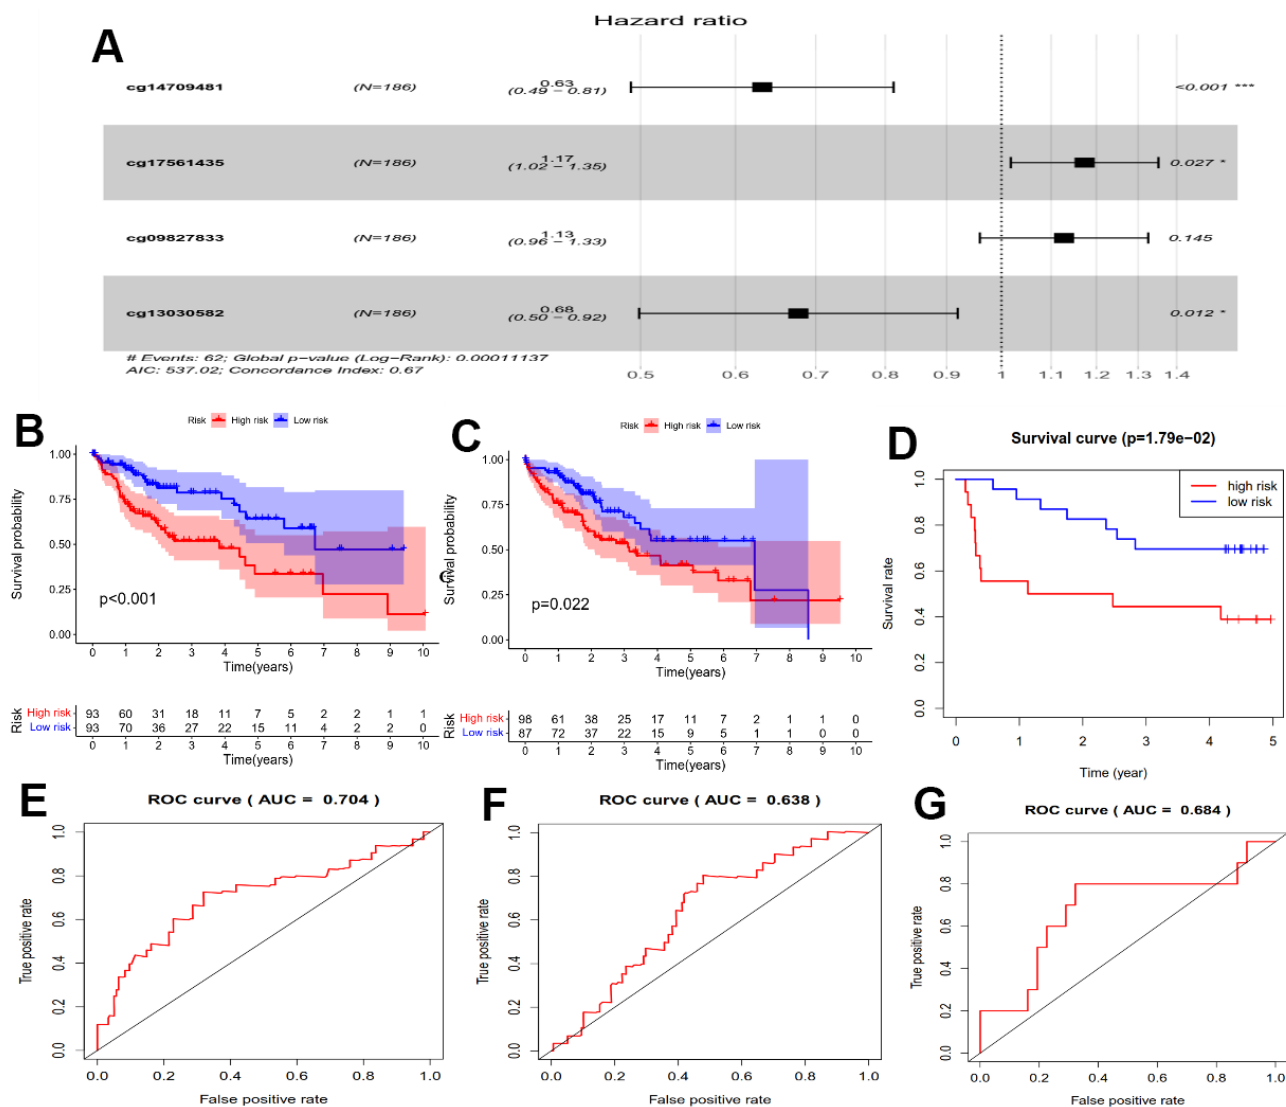 Hazard ratio
A
cg14709481 (N=186) 0.63 (0.49 − 0.81) <0.001 ***
cg17561435 (N=186) 1.17 (1.02 − 1.35) 0.027 *
cg09827833 (N=186) 1.13 (0.96 − 1.33) 0.145
cg13030582 (N=186) 0.68 (0.50 − 0.92) 0.012 *
# Events: 62; Global p-value (Log-Rank): 0.00011137
AIC: 537.02; Concordance Index: 0.67
0.5 0.6 0.7 0.8 0.9 1 1.1 1.2 1.3 1.4
B
Risk High risk Low risk
Survival probability
1.00
0.75
0.50
0.25
0.00
p<0.001
0 1 2 3 4 5 6 7 8 9 10
Time(years)
Risk
High risk 93 60 31 18 11 7 5 2 2 1 1
Low risk 93 70 36 27 22 15 11 4 2 2 0
0 1 2 3 4 5 6 7 8 9 10
Time(years)
C
Risk High risk Low risk
Survival probability
1.00
0.75
0.50
0.25
0.00
p=0.022
0 1 2 3 4 5 6 7 8 9 10
Time(years)
Risk
High risk 98 61 38 25 17 11 7 2 1 1 0
Low risk 87 72 37 22 15 9 5 1 1 0 0
0 1 2 3 4 5 6 7 8 9 10
Time(years)
D
Survival curve (p=1.79e−02)
high risk
low risk
Survival rate
1.0
0.8
0.6
0.4
0.2
0.0
0 1 2 3 4 5
Time (year)
E
ROC curve ( AUC = 0.704 )
True positive rate
1.0
0.8
0.6
0.4
0.2
0.0
0.0 0.2 0.4 0.6 0.8 1.0
False positive rate
F
ROC curve ( AUC = 0.638 )
True positive rate
1.0
0.8
0.6
0.4
0.2
0.0
0.0 0.2 0.4 0.6 0.8 1.0
False positive rate
G
ROC curve ( AUC = 0.684 )
True positive rate
1.0
0.8
0.6
0.4
0.2
0.0
0.0 0.2 0.4 0.6 0.8 1.0
False positive rate